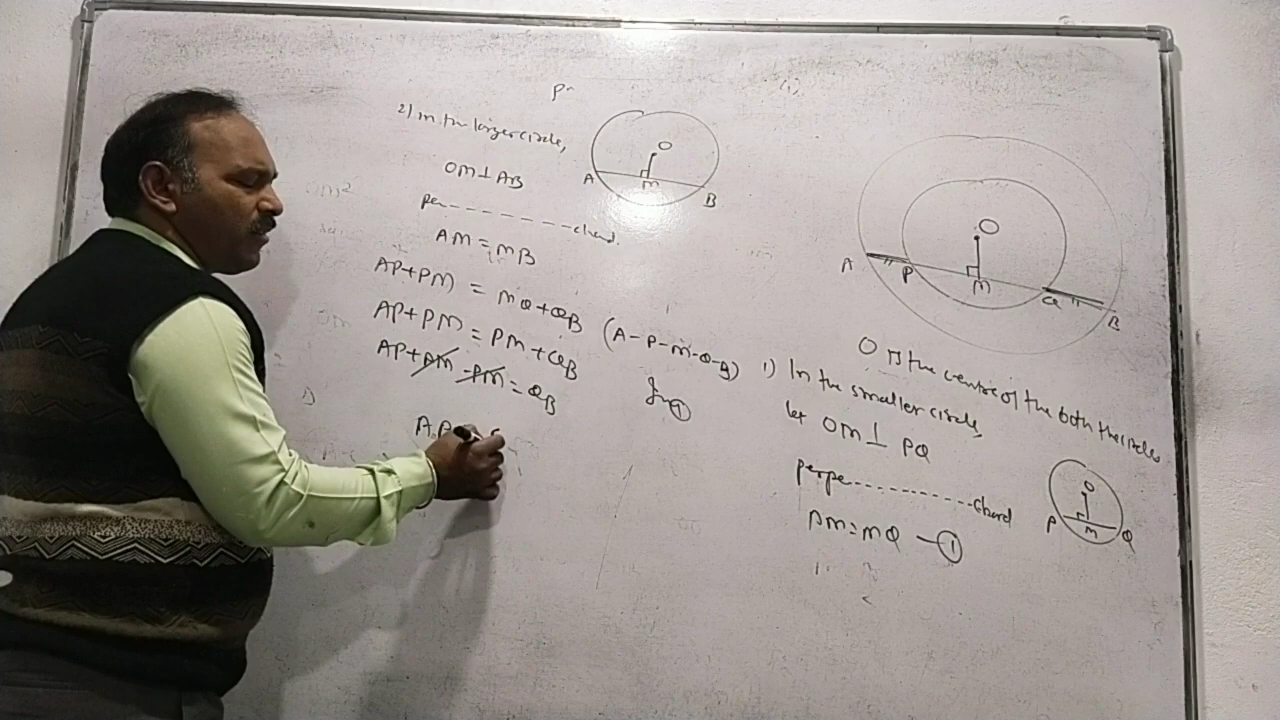 2) In the larger circle,
OM ⊥ AB
Pe - - - - - - - - chord.
AM = MB
AP + PM = MQ + QB (A-P-M-Q-B)
AP + PM = PM + QB
AP + PM - PM = QB
AP
O
A M B
O
A P M Q B
O is the centre of the both the circles
1) In the smaller circle,
let OM ⊥ PQ
Perpe - - - - - - - - - - chord
PM = MQ — ①
O
P M Q